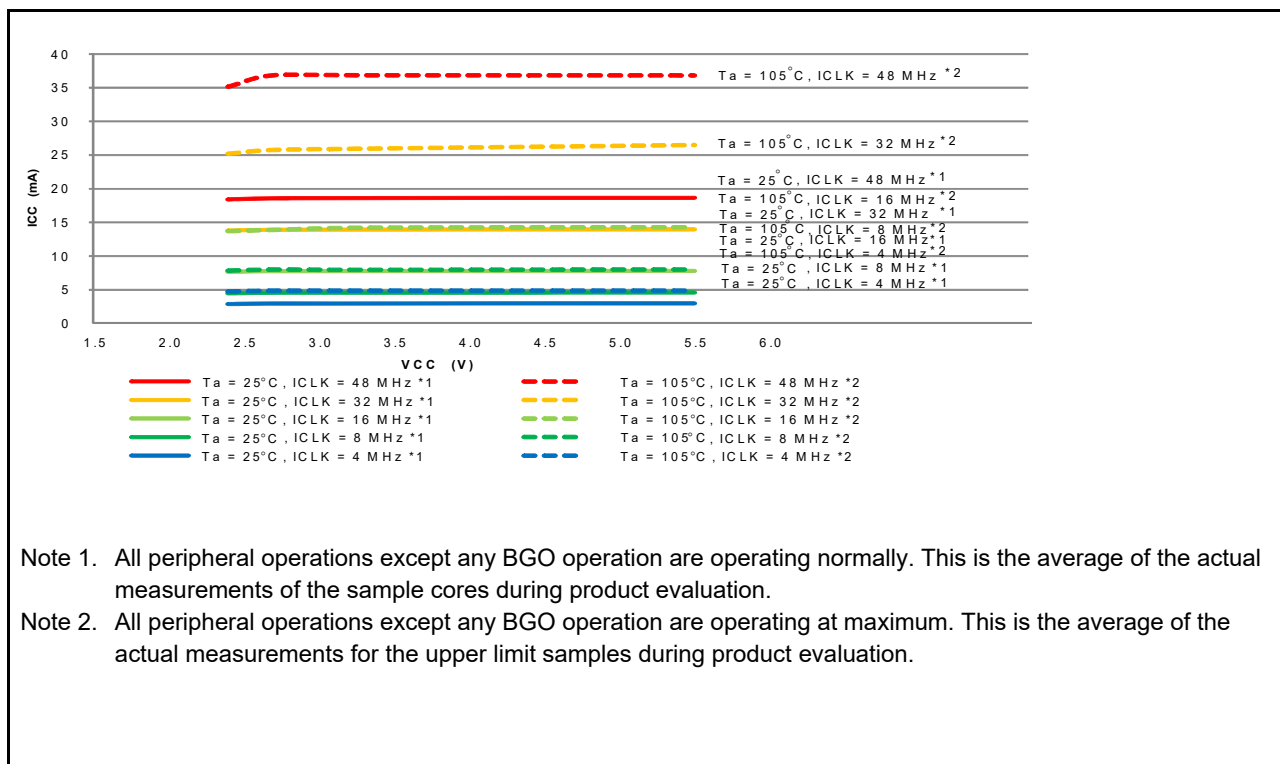 40
35
30
25
20
15
10
5
0
ICC (mA)
1.5 2.0 2.5 3.0 3.5 4.0 4.5 5.0 5.5 6.0
VCC (V)
Ta = 105°C, ICLK = 48 MHz *2
Ta = 105°C, ICLK = 32 MHz *2
Ta = 25°C, ICLK = 48 MHz *1
Ta = 105°C, ICLK = 16 MHz *2
Ta = 25°C, ICLK = 32 MHz *1
Ta = 105°C, ICLK = 8 MHz *2
Ta = 25°C, ICLK = 16 MHz *1
Ta = 105°C, ICLK = 4 MHz *2
Ta = 25°C, ICLK = 8 MHz *1
Ta = 25°C, ICLK = 4 MHz *1
Ta = 25°C, ICLK = 48 MHz *1 Ta = 105°C, ICLK = 48 MHz *2
Ta = 25°C, ICLK = 32 MHz *1 Ta = 105°C, ICLK = 32 MHz *2
Ta = 25°C, ICLK = 16 MHz *1 Ta = 105°C, ICLK = 16 MHz *2
Ta = 25°C, ICLK = 8 MHz *1 Ta = 105°C, ICLK = 8 MHz *2
Ta = 25°C, ICLK = 4 MHz *1 Ta = 105°C, ICLK = 4 MHz *2
Note 1. All peripheral operations except any BGO operation are operating normally. This is the average of the actual
measurements of the sample cores during product evaluation.
Note 2. All peripheral operations except any BGO operation are operating at maximum. This is the average of the
actual measurements for the upper limit samples during product evaluation.